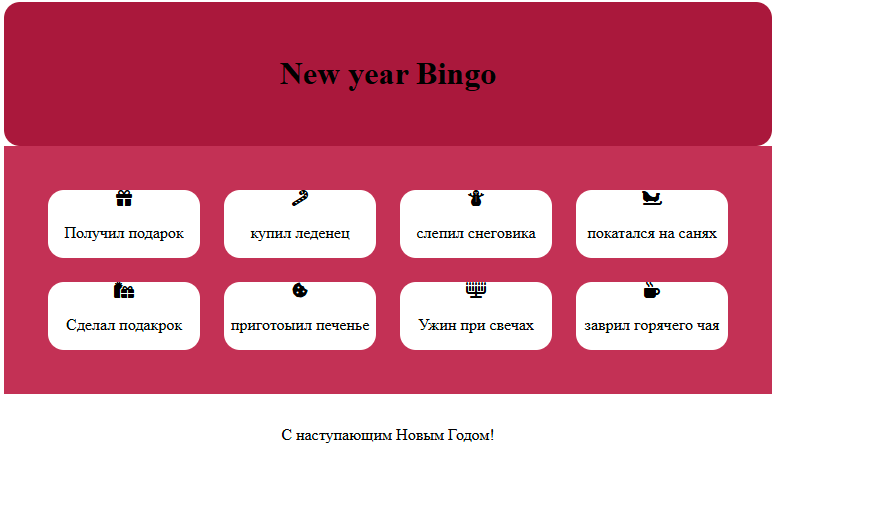 New year Bingo
Получил подарок
купил леденец
слепил снеговика
покатался на санях
Сделал подакрок
приготоыил печенье
Ужин при свечах
заврил горячего чая
С наступающим Новым Годом!